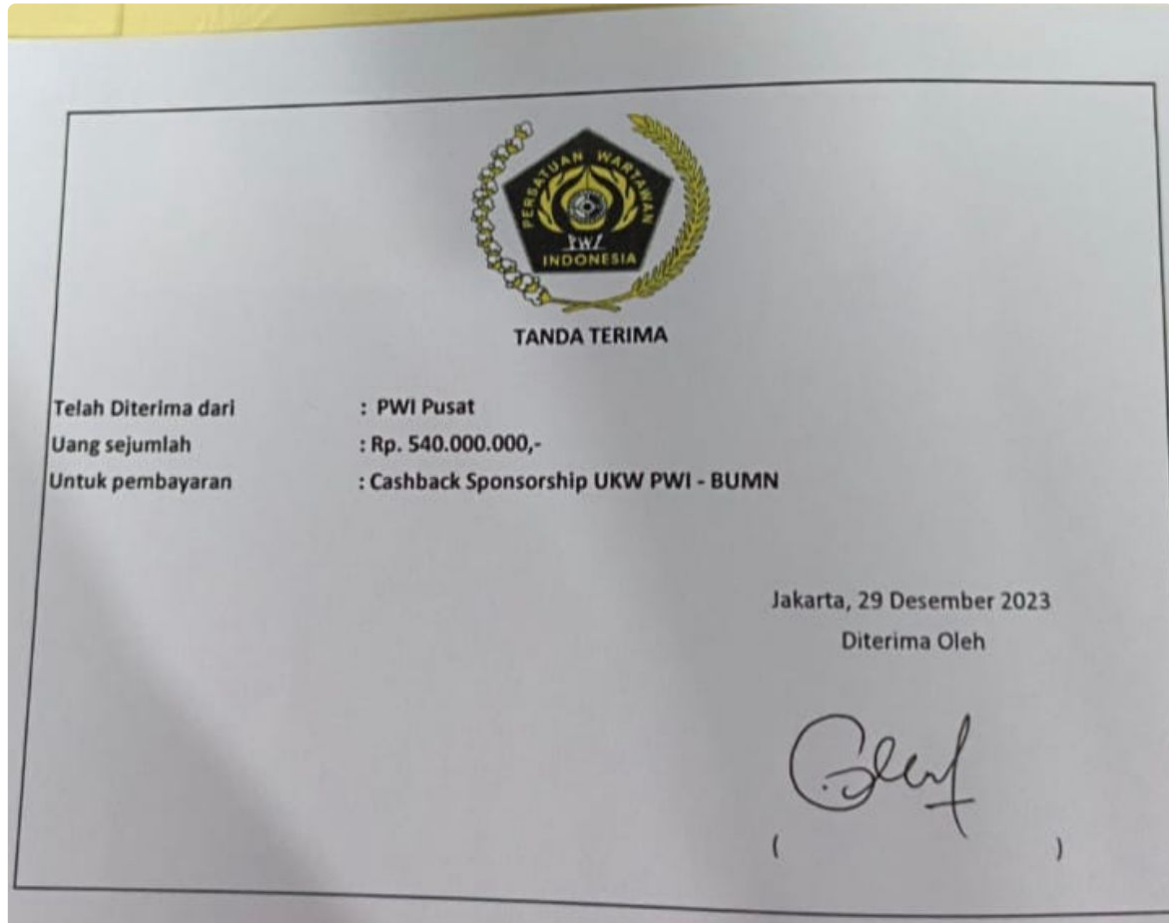 PERSATUAN WARTAWAN
PWI
INDONESIA
TANDA TERIMA
Telah Diterima dari : PWI Pusat
Uang sejumlah : Rp. 540.000.000,-
Untuk pembayaran : Cashback Sponsorship UKW PWI - BUMN
Jakarta, 29 Desember 2023
Diterima Oleh
( )